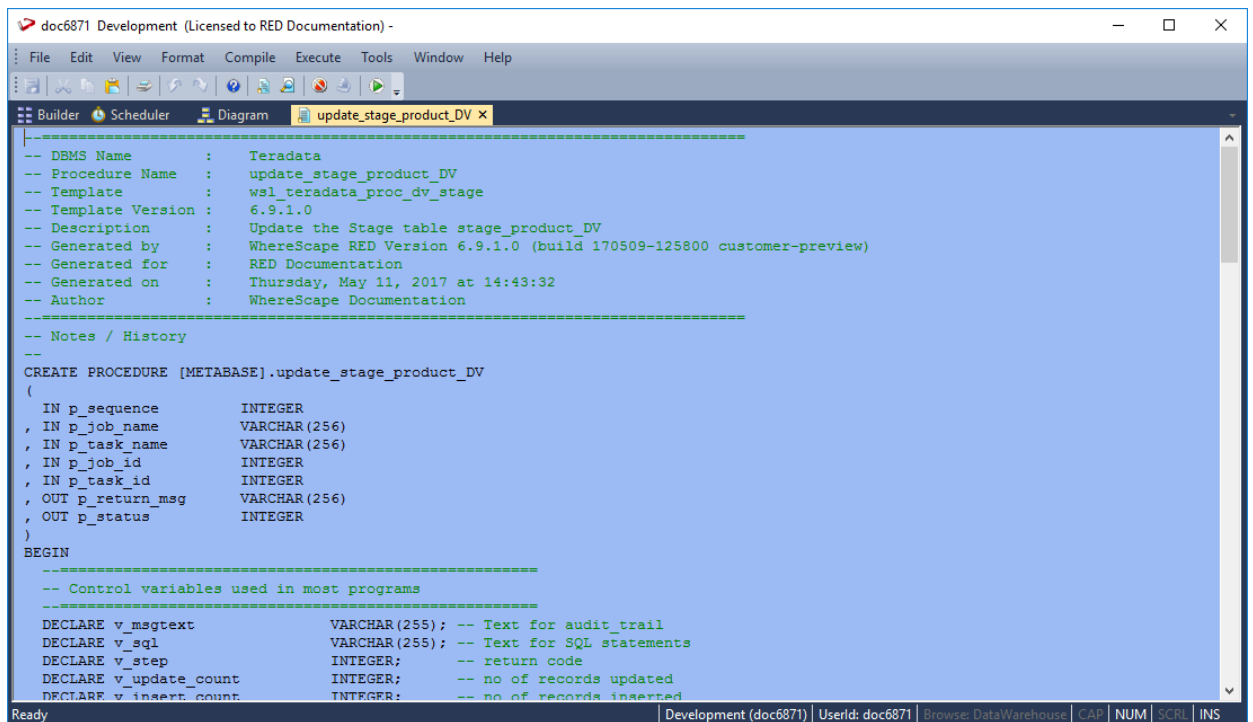 doc6871 Development (Licensed to RED Documentation) -
File Edit View Format Compile Execute Tools Window Help
Builder Scheduler Diagram update_stage_product_DV
--==============================================================================
-- DBMS Name : Teradata
-- Procedure Name : update_stage_product_DV
-- Template : wsl_teradata_proc_dv_stage
-- Template Version : 6.9.1.0
-- Description : Update the Stage table stage_product_DV
-- Generated by : WhereScape RED Version 6.9.1.0 (build 170509-125800 customer-preview)
-- Generated for : RED Documentation
-- Generated on : Thursday, May 11, 2017 at 14:43:32
-- Author : WhereScape Documentation
--==============================================================================
-- Notes / History
--
CREATE PROCEDURE [METABASE].update_stage_product_DV
(
IN p_sequence INTEGER
, IN p_job_name VARCHAR(256)
, IN p_task_name VARCHAR(256)
, IN p_job_id INTEGER
, IN p_task_id INTEGER
, OUT p_return_msg VARCHAR(256)
, OUT p_status INTEGER
)
BEGIN
--=====================================================
-- Control variables used in most programs
--=====================================================
DECLARE v_msgtext VARCHAR(255); -- Text for audit_trail
DECLARE v_sql VARCHAR(255); -- Text for SQL statements
DECLARE v_step INTEGER; -- return code
DECLARE v_update_count INTEGER; -- no of records updated
DECLARE v_insert_count INTEGER; -- no of records inserted
Ready Development (doc6871) UserId: doc6871 Browse: DataWarehouse CAP NUM SCRL INS